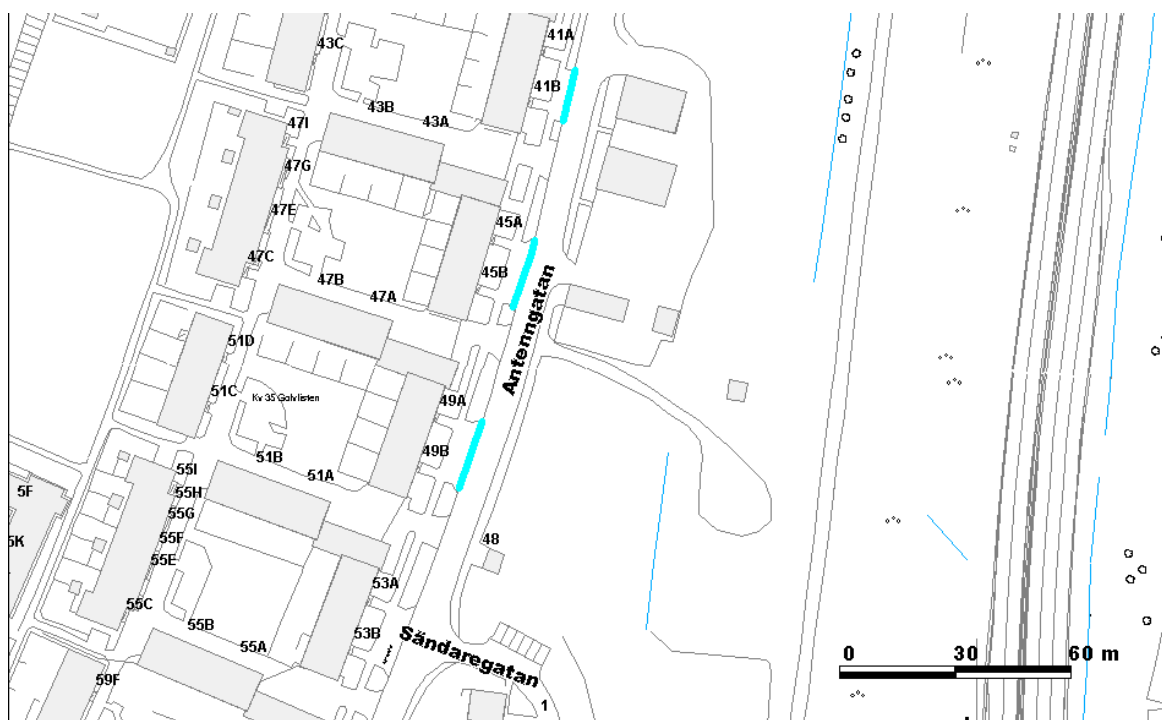 41A
43C
41B
43B
43A
47I
47G
47E
45A
47C
45B
47B
47A
Antenngatan
51D
51C
49A
Kv 35 Golvlisten
49B
51B
51A
55I
5F
55H
55G
5K
55F
48
55E
53A
55C
55B
53B
Sändaregatan
55A
59F
1
0 30 60 m